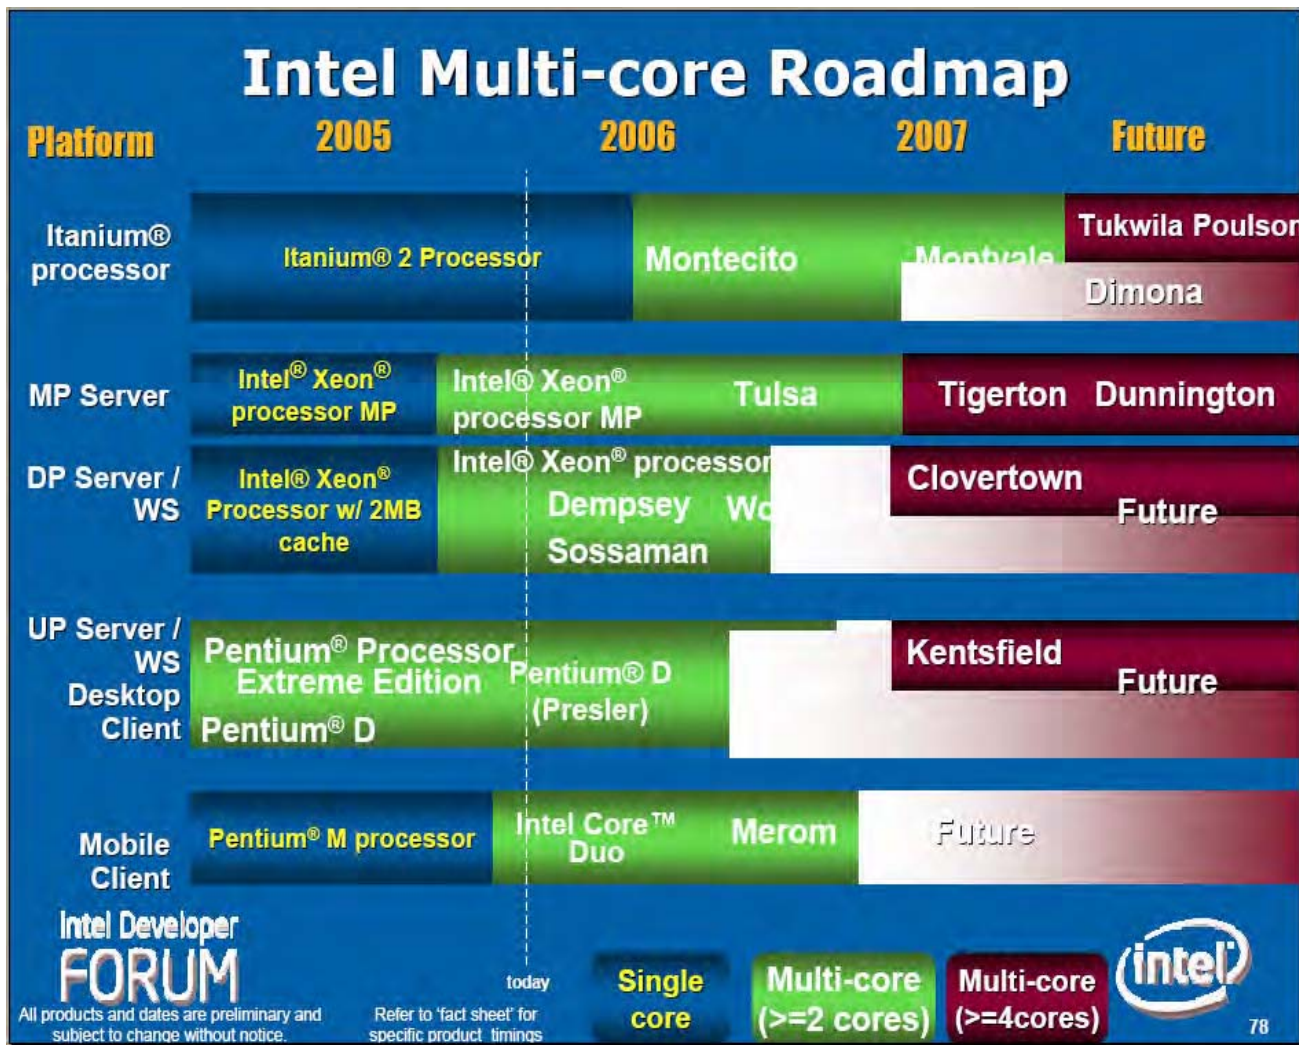 Intel Multi-core Roadmap
Platform 2005 2006 2007 Future
Itanium®
processor
Itanium® 2 Processor
Montecito
Montvale
Tukwila Poulson
Dimona
MP Server
Intel® Xeon®
processor MP
Intel® Xeon®
processor MP
Tulsa
Tigerton Dunnington
DP Server /
WS
Intel® Xeon®
Processor w/ 2MB
cache
Intel® Xeon® processor
Dempsey
Sossaman
Clovertown
Future
UP Server /
WS
Desktop
Client
Pentium® Processor
Extreme Edition
Pentium® D
Pentium® D
(Presler)
Kentsfield
Future
Mobile
Client
Pentium® M processor
Intel Core™
Duo
Merom
Future
Intel Developer
FORUM
All products and dates are preliminary and
subject to change without notice.
today
Refer to 'fact sheet' for
specific product timings
Single
core
Multi-core
(>=2 cores)
Multi-core
(>=4cores)
intel
78